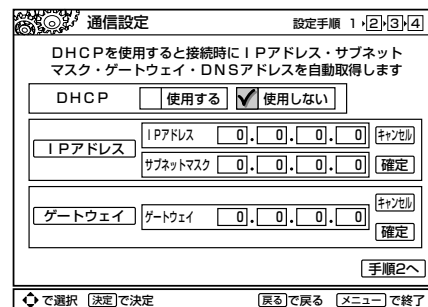 通信設定 設定手順 1 2 3 4
DHCPを使用すると接続時にIPアドレス・サブネット
マスク・ゲートウェイ・DNSアドレスを自動取得します
DHCP 使用する 使用しない
IPアドレス 0. 0. 0. 0 キャンセル
IPアドレス
サブネットマスク 0. 0. 0. 0 確定
キャンセル
ゲートウェイ ゲートウェイ 0. 0. 0. 0
確定
手順2へ
で選択 決定で決定 戻るで戻る メニューで終了